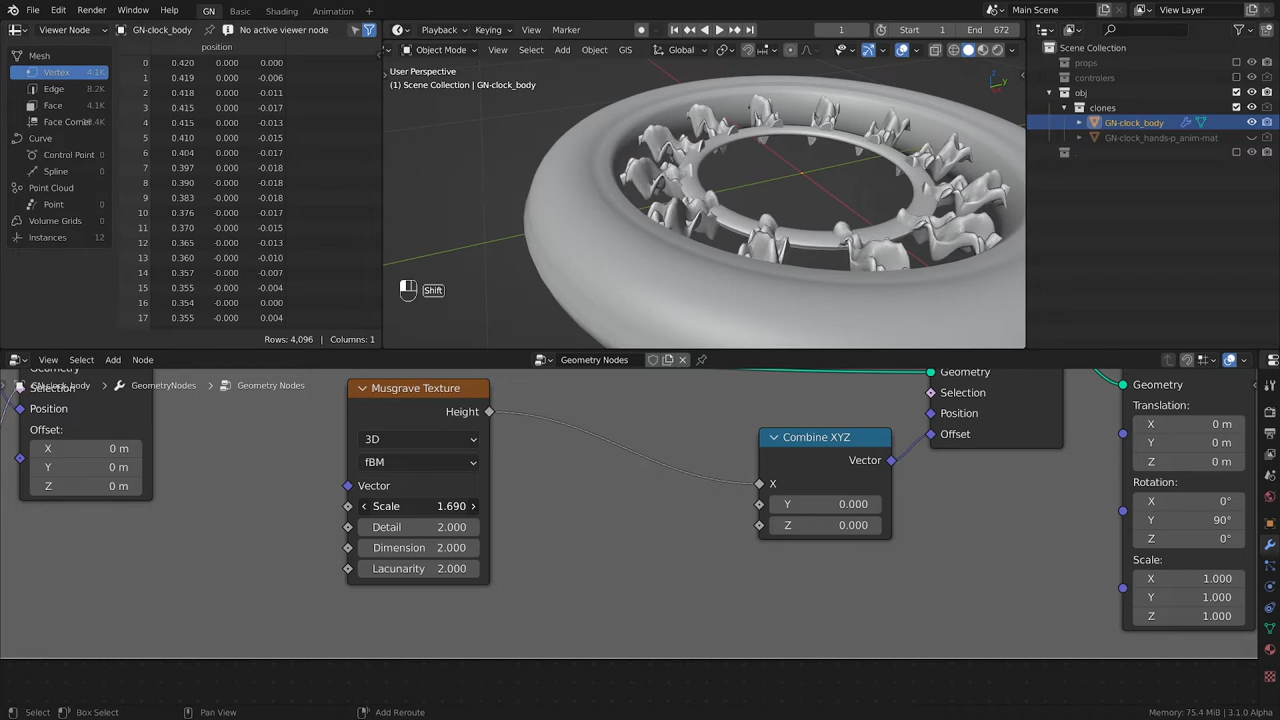 File Edit Render Window Help GN Basic Shading Animation Main Scene View Layer
Viewer Node GN-clock_body No active viewer node
Playback Keying View Marker 1 Start 1 End 672
Mesh
Vertex 4.1K
Edge 8.2K
Face 4.1K
Curve
Control Point 0
Spline 0
Point Cloud
Point 0
Volume Grids 0
Instances 12
position
0 0.420 0.000 0.000
1 0.419 -0.000 -0.006
2 0.418 -0.000 -0.011
3 0.415 -0.000 -0.013
4 0.415 -0.000 -0.013
5 0.410 -0.000 -0.015
6 0.404 -0.000 -0.017
7 0.397 -0.000 -0.018
8 0.390 -0.000 -0.018
9 0.383 -0.000 -0.018
10 0.376 -0.000 -0.017
11 0.370 -0.000 -0.015
12 0.365 -0.000 -0.013
13 0.360 -0.000 -0.010
14 0.357 -0.000 -0.007
15 0.355 -0.000 -0.004
16 0.354 -0.000 0.000
17 0.355 -0.000 0.004
Rows: 4,096 | Columns: 1
Object Mode View Select Add Object GIS Global
User Perspective
(1) Scene Collection | GN-clock_body
Shift
Scene Collection
props
controlers
obj
clones
GN-clock_body
GN-clock_hands-p_anim-mat
View Select Add Node Geometry Nodes
GN-clock_body GeometryNodes Geometry Nodes
Selection
Position
Offset:
X 0 m
Y 0 m
Z 0 m
Musgrave Texture
Height
3D
fBM
Vector
Scale 1.690
Detail 2.000
Dimension 2.000
Lacunarity 2.000
Combine XYZ
Vector
X
Y 0.000
Z 0.000
Geometry
Selection
Position
Offset
Geometry
Translation:
X 0 m
Y 0 m
Z 0 m
Rotation:
X 0°
Y 90°
Z 0°
Scale:
X 1.000
Y 1.000
Z 1.000
Select Box Select Pan View Add Reroute Memory: 75.4 MiB | 3.1.0 Alpha